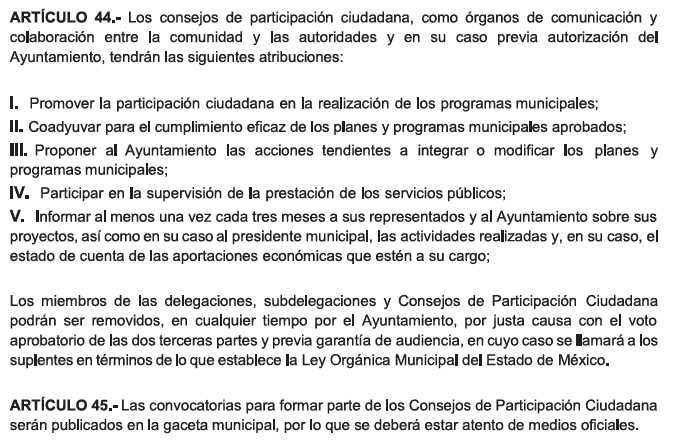 ARTÍCULO 44.- Los consejos de participación ciudadana, como órganos de comunicación y
colaboración entre la comunidad y las autoridades y en su caso previa autorización del
Ayuntamiento, tendrán las siguientes atribuciones:
I. Promover la participación ciudadana en la realización de los programas municipales;
II. Coadyuvar para el cumplimiento eficaz de los planes y programas municipales aprobados;
III. Proponer al Ayuntamiento las acciones tendientes a integrar o modificar los planes y
programas municipales;
IV. Participar en la supervisión de la prestación de los servicios públicos;
V. Informar al menos una vez cada tres meses a sus representados y al Ayuntamiento sobre sus
proyectos, así como en su caso al presidente municipal, las actividades realizadas y, en su caso, el
estado de cuenta de las aportaciones económicas que estén a su cargo;
Los miembros de las delegaciones, subdelegaciones y Consejos de Participación Ciudadana
podrán ser removidos, en cualquier tiempo por el Ayuntamiento, por justa causa con el voto
aprobatorio de las dos terceras partes y previa garantía de audiencia, en cuyo caso se llamará a los
suplentes en términos de lo que establece la Ley Orgánica Municipal del Estado de México.
ARTÍCULO 45.- Las convocatorias para formar parte de los Consejos de Participación Ciudadana
serán publicados en la gaceta municipal, por lo que se deberá estar atento de medios oficiales.